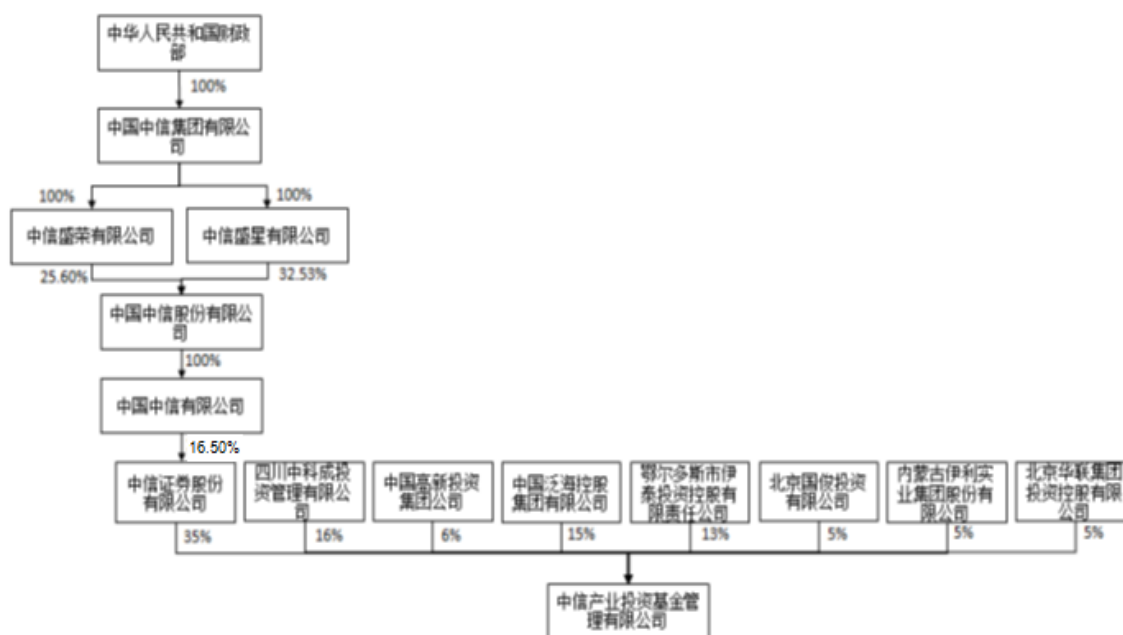 中华人民共和国财政
部
100%
中国中信集团有限公
司
100%
100%
中信盛荣有限公司
中信盛星有限公司
25.60%
32.53%
中国中信股份有限公
司
100%
中国中信有限公司
16.50%
中信证券股份
有限公司
四川中科成投
资管理有限公
司
中国高新投资
集团公司
中国泛海控股
集团有限公司
鄂尔多斯市伊
泰投资控股有
限责任公司
北京国俊投资
有限公司
内蒙古伊利实
业集团股份有
限公司
北京华联集团
投资控股有限
公司
35%
16%
6%
15%
13%
5%
5%
5%
中信产业投资基金管
理有限公司